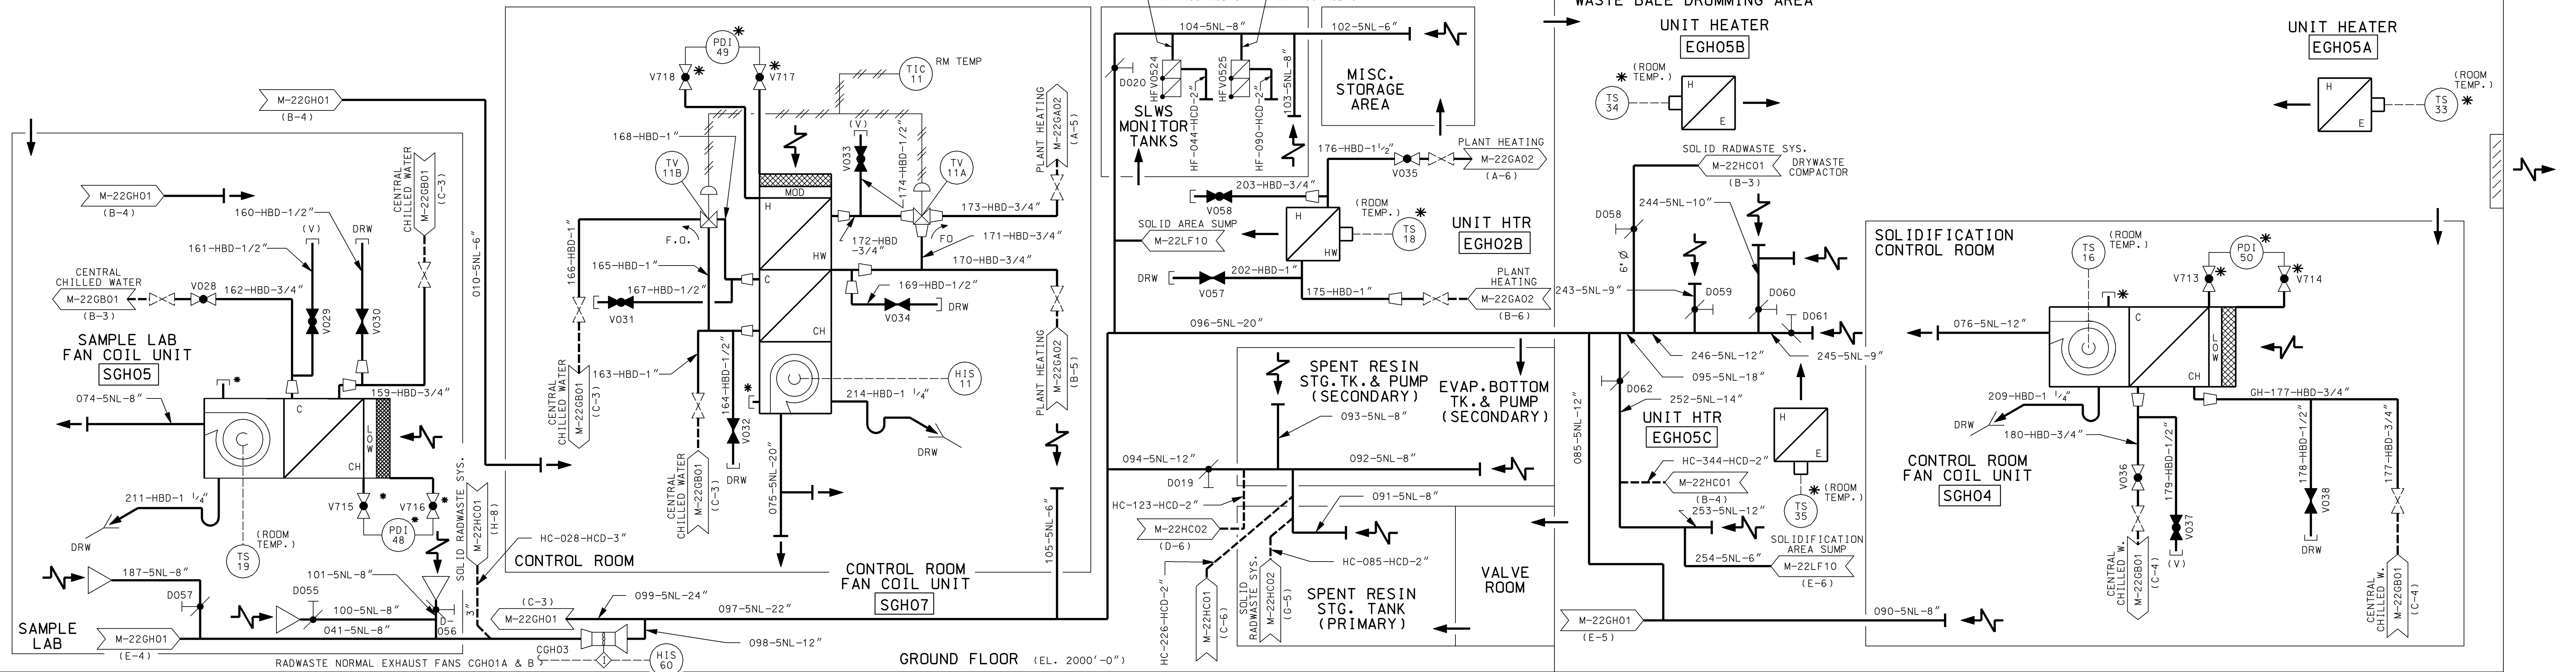 M-22GH01
(B-4)
M-22GH01
(B-4)
CENTRAL
CHILLED WATER
M-22GB01
(C-3)
160-HBD-1/2"
161-HBD-1/2"
(V)
DRW
CENTRAL
CHILLED WATER
M-22GB01
(B-3)
V028
162-HBD-3/4"
V029
V030
SAMPLE LAB
FAN COIL UNIT
SGH05
074-5NL-8"
*
C
159-HBD-3/4"
LOW
CH
211-HBD-1 1/4"
DRW
TS
19
(ROOM
TEMP.)
V715
*
V716
*
PDI
48
*
187-5NL-8"
D057
101-5NL-8"
D055
100-5NL-8"
041-5NL-8"
D-
056
SAMPLE
LAB
M-22GH01
(E-4)
RADWASTE NORMAL EXHAUST FANS CGH01A & B
SOLID RADWASTE SYS.
M-22HC01
(H-8)
3"
HC-028-HCD-3"
010-5NL-6"
PDI
49
*
V718
*
V717
*
TIC
11
RM TEMP
168-HBD-1"
TV
11B
(V)
V033
174-HBD-1/2"
TV
11A
PLANT HEATING
M-22GA02
(A-5)
MOD
H
HW
173-HBD-3/4"
166-HBD-1"
F.O.
172-HBD
-3/4"
FO
171-HBD-3/4"
165-HBD-1"
170-HBD-3/4"
167-HBD-1/2"
C
169-HBD-1/2"
V031
V034
DRW
CH
163-HBD-1"
164-HBD-1/2"
CENTRAL
CHILLED WATER
M-22GB01
(C-3)
CENTRAL
CHILLED WATER
M-22GB01
(C-3)
V032
DRW
*
HIS
11
214-HBD-1 1/4"
DRW
PLANT HEATING
M-22GA02
(B-5)
075-5NL-20"
105-5NL-6"
CONTROL ROOM
CONTROL ROOM
FAN COIL UNIT
SGH07
(C-3)
M-22GH01
099-5NL-24"
097-5NL-22"
CGH03
I
098-5NL-12"
HIS
60
GROUND FLOOR (EL. 2000'-0")
104-5NL-8"
102-5NL-6"
D020
HFV0524
HFV0525
HF-044-HCD-2"
HF-090-HCD-2"
103-5NL-8"
SLWS
MONITOR
TANKS
MISC.
STORAGE
AREA
176-HBD-1 1/2"
PLANT HEATING
M-22GA02
(A-6)
V035
203-HBD-3/4"
V058
SOLID AREA SUMP
M-22LF10
H
HW
(ROOM
TEMP.)
TS
18
*
UNIT HTR
EGH02B
DRW
V057
202-HBD-1"
175-HBD-1"
PLANT
HEATING
M-22GA02
(B-6)
096-5NL-20"
SPENT RESIN
STG.TK.& PUMP
(SECONDARY)
EVAP.BOTTOM
TK.& PUMP
(SECONDARY)
093-5NL-8"
094-5NL-12"
D019
092-5NL-8"
HC-123-HCD-2"
M-22HC02
(D-6)
091-5NL-8"
HC-085-HCD-2"
HC-226-HCD-2"
M-22HC01
(C-6)
SOLID
RADWASTE SYS.
M-22HC02
(G-5)
SPENT RESIN
STG. TANK
(PRIMARY)
VALVE
ROOM
WASTE BALE DRUMMING AREA
UNIT HEATER
EGH05B
(ROOM
TEMP.)
*
TS
34
H
E
UNIT HEATER
EGH05A
H
E
(ROOM
TEMP.)
TS
33
*
SOLID RADWASTE SYS.
M-22HC01
(B-3)
DRYWASTE
COMPACTOR
244-5NL-10"
D058
6"Ø
243-5NL-9"
D059
D060
D061
246-5NL-12"
245-5NL-9"
095-5NL-18"
D062
252-5NL-14"
085-5NL-12"
UNIT HTR
EGH05C
H
E
HC-344-HCD-2"
M-22HC01
(B-4)
*
(ROOM
TEMP.)
TS
35
253-5NL-12"
254-5NL-6"
SOLIDIFICATION
AREA SUMP
M-22LF10
(E-6)
M-22GH01
(E-5)
090-5NL-8"
SOLIDIFICATION
CONTROL ROOM
TS
16
(ROOM
TEMP.)
PDI
50
*
V713
*
V714
*
*
076-5NL-12"
C
LOW
CH
209-HBD-1 1/4"
DRW
GH-177-HBD-3/4"
180-HBD-3/4"
CONTROL ROOM
FAN COIL UNIT
SGH04
V036
179-HBD-1/2"
V037
(V)
178-HBD-1/2"
V038
DRW
177-HBD-3/4"
CENTRAL
CHILLED W.
M-22GB01
(C-4)
CENTRAL
CHILLED W.
M-22GB01
(C-4)